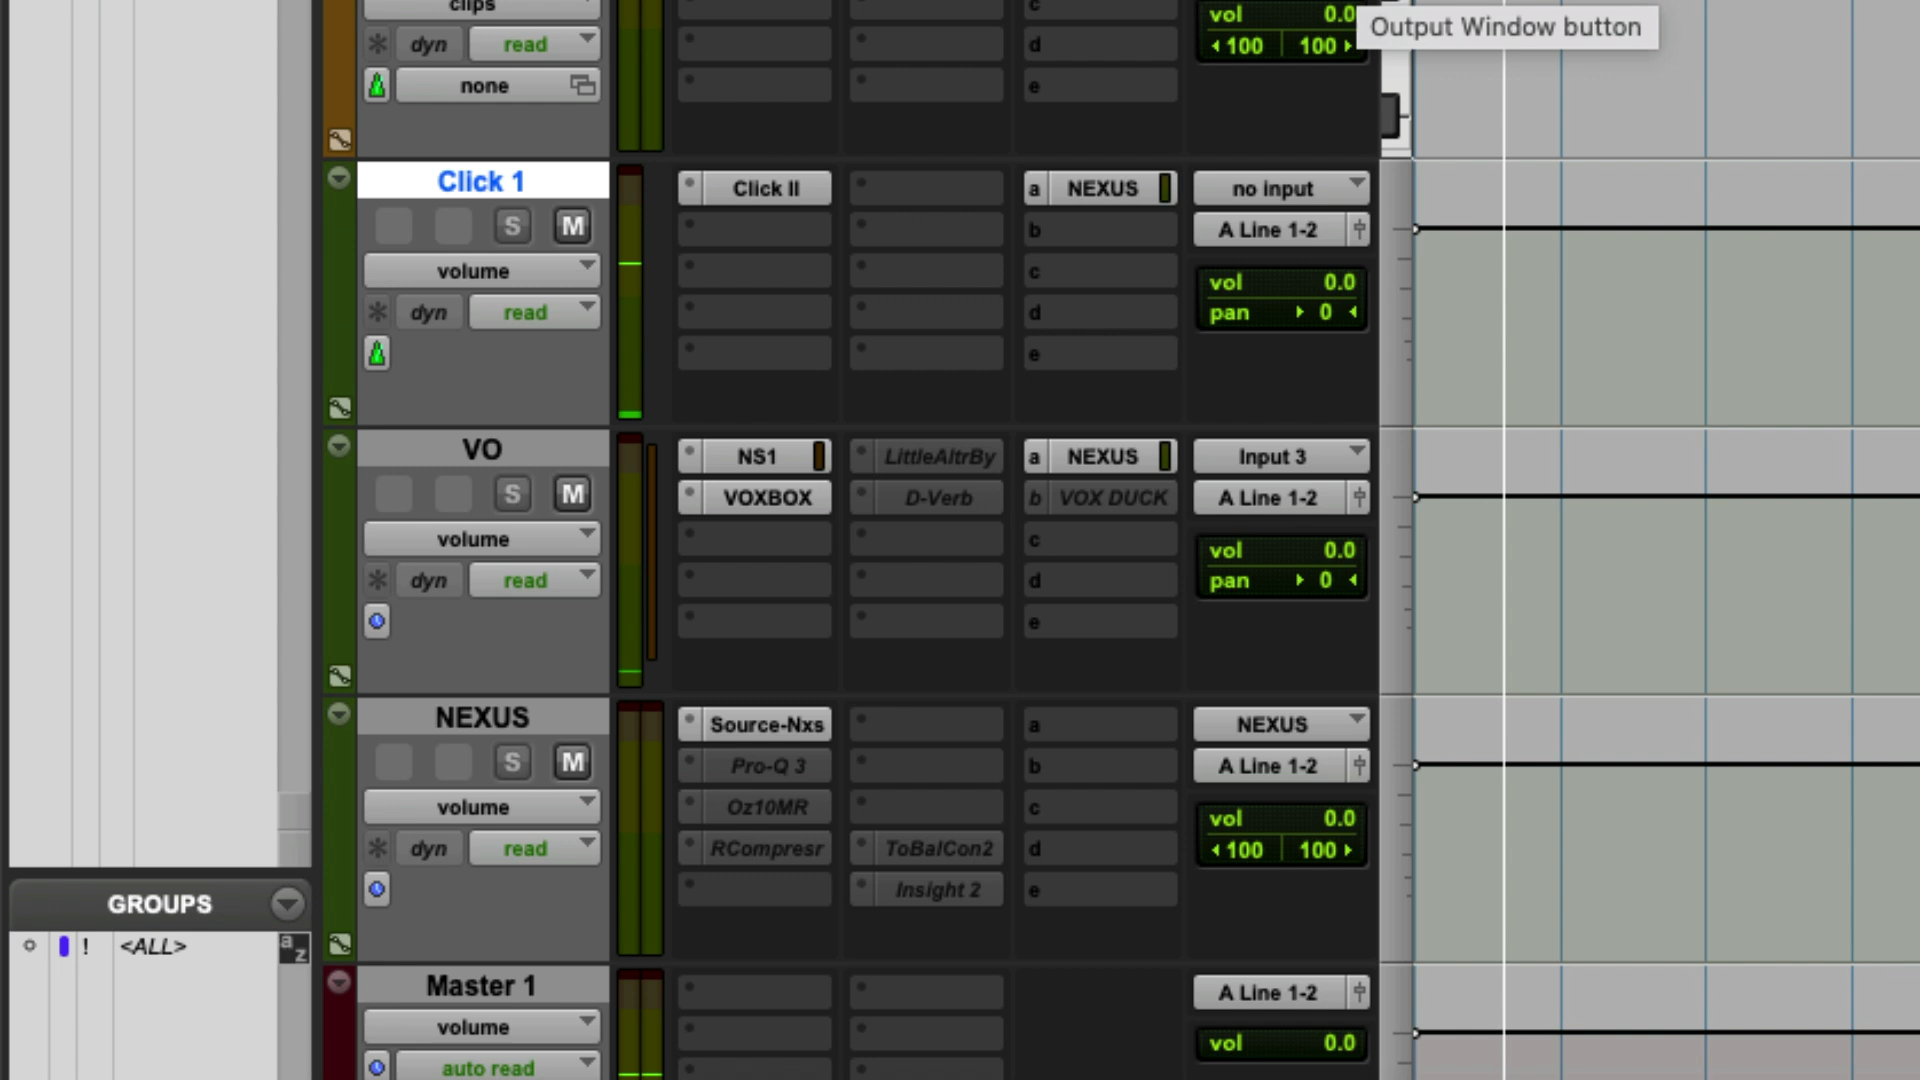 clips
c
vol 0.0
Output Window button
dyn read
d
100 100
none
e
Click 1
Click II
a NEXUS
no input
S M
b
A Line 1-2
volume
c
vol 0.0
dyn read
d
pan 0
e
VO
NS1
LittleAltrBy
a NEXUS
Input 3
S M
VOXBOX
D-Verb
b VOX DUCK
A Line 1-2
volume
c
vol 0.0
dyn read
d
pan 0
e
NEXUS
Source-Nxs
a
NEXUS
S M
Pro-Q 3
b
A Line 1-2
volume
Oz10MR
c
vol 0.0
dyn read
RCompresr
ToBalCon2
d
100 100
Insight 2
e
GROUPS
! <ALL>
a z
Master 1
A Line 1-2
volume
vol 0.0
auto read